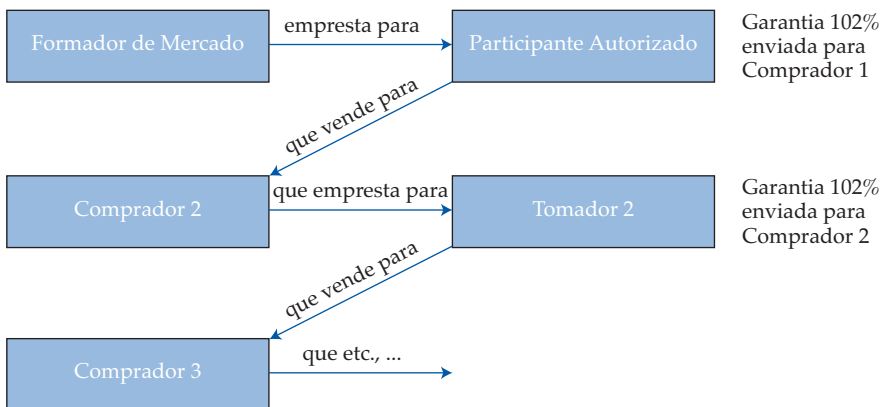 Formador de Mercado
empresta para
Participante Autorizado
Garantia 102%
enviada para
Comprador 1
que vende para
Comprador 2
que empresta para
Tomador 2
Garantia 102%
enviada para
Comprador 2
que vende para
Comprador 3
que etc., ...